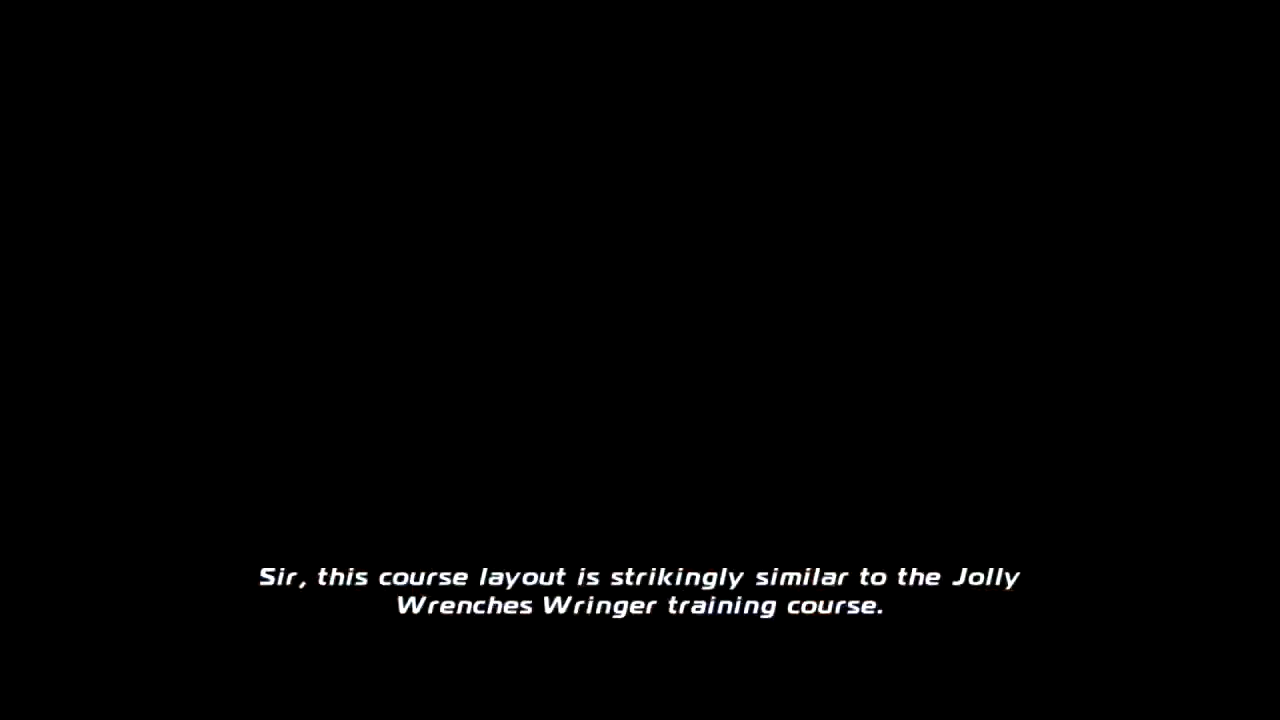 Sir, this course layout is strikingly similar to the Jolly
Wrenches Wringer training course.